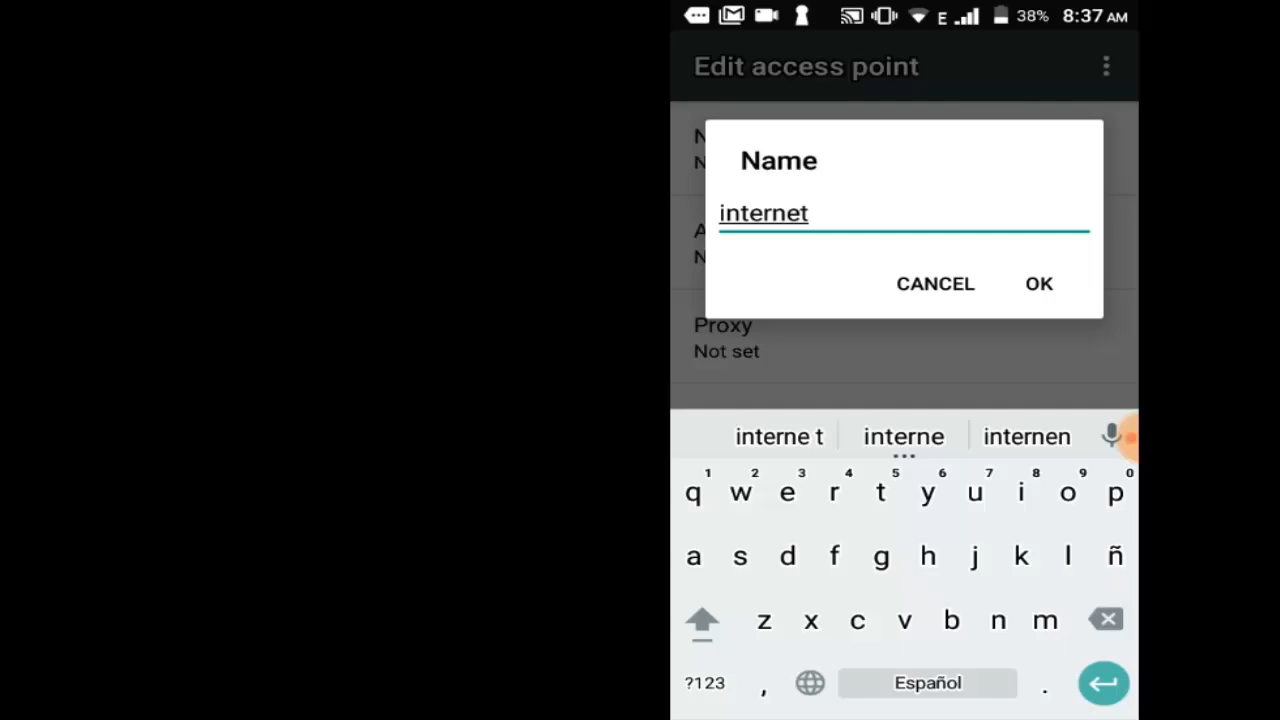 E 38% 8:37 AM
Edit access point
N
N
Name
internet
A
N
CANCEL OK
Proxy
Not set
interne t interne internen
1 2 3 4 5 6 7 8 9 0
q w e r t y u i o p
a s d f g h j k l ñ
z x c v b n m
?123 , Español .